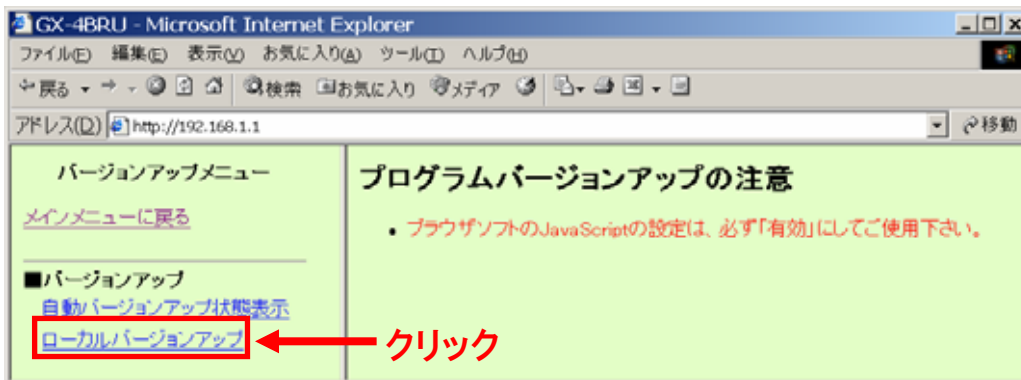 GX-4BRU - Microsoft Internet Explorer
ファイル(F) 編集(E) 表示(V) お気に入り(A) ツール(T) ヘルプ(H)
戻る 検索 お気に入り メディア
アドレス(D) http://192.168.1.1 移動
バージョンアップメニュー
メインメニューに戻る
■バージョンアップ
自動バージョンアップ状態表示
ローカルバージョンアップ
プログラムバージョンアップの注意
• ブラウザソフトのJavaScriptの設定は、必ず「有効」にしてご使用下さい。
クリック